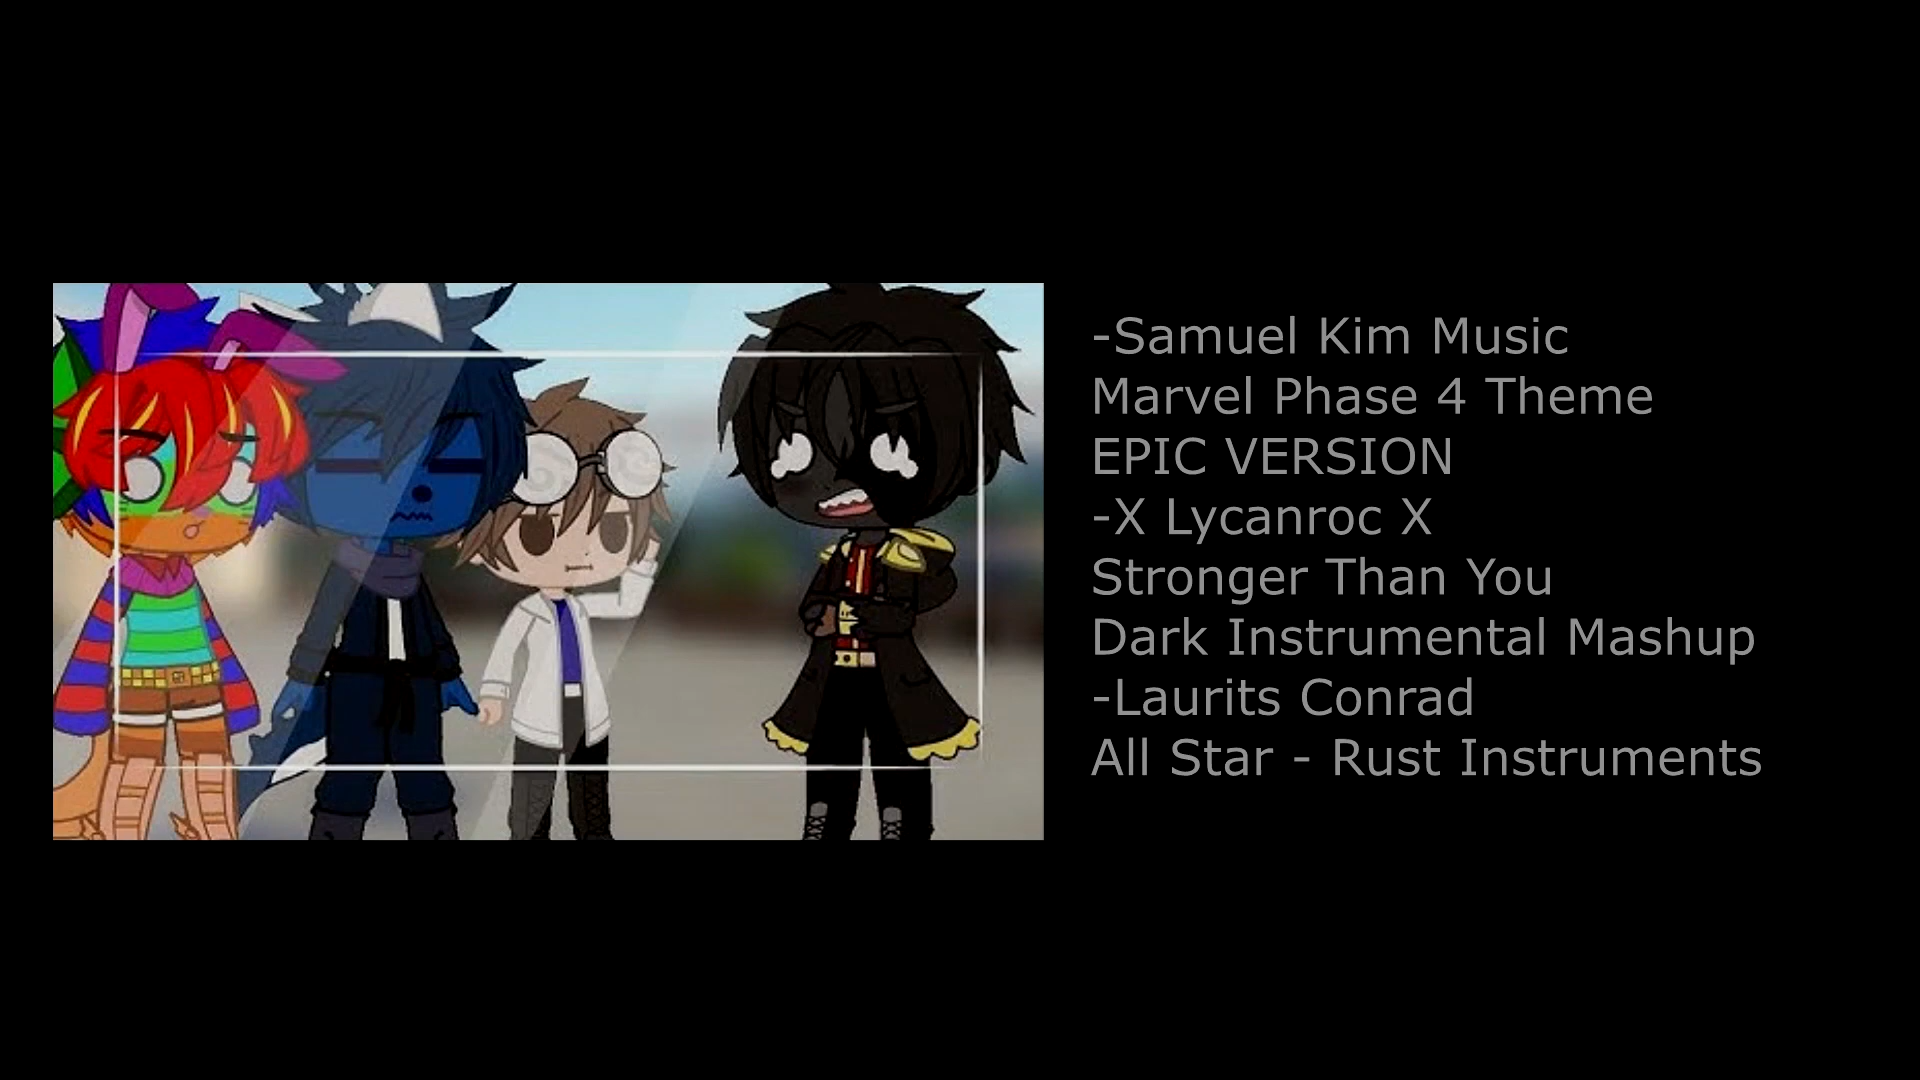 -Samuel Kim Music
Marvel Phase 4 Theme
EPIC VERSION
-X Lycanroc X
Stronger Than You
Dark Instrumental Mashup
-Laurits Conrad
All Star - Rust Instruments